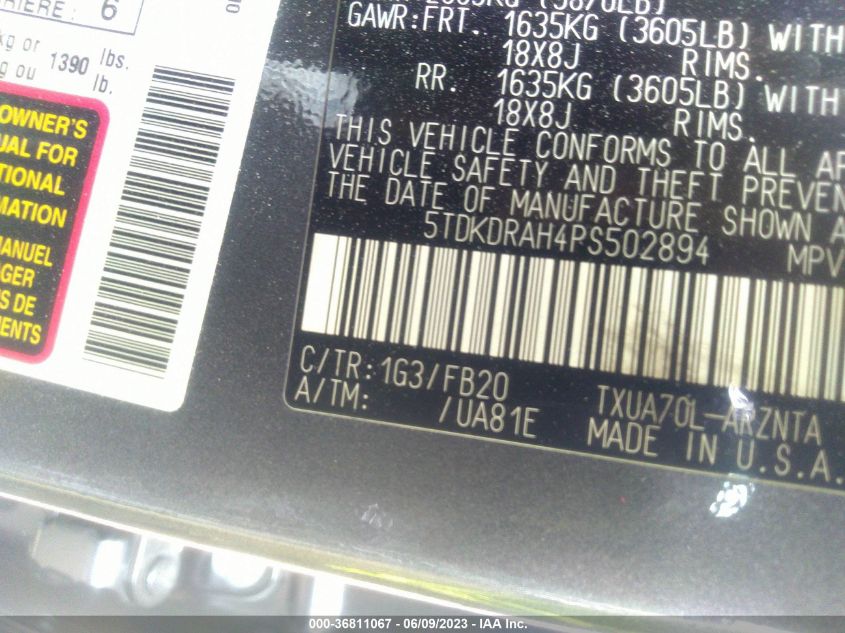 RIERE: 6
kg or
ng ou 1390 lbs.
lb.
OWNER'S
UAL FOR
TIONAL
MATION
MANUEL
GER
S DE
MENTS
GAWR:FRT. 1635KG (3605LB) WITH
18X8J RIMS.
RR. 1635KG (3605LB) WITH
18X8J RIMS.
THIS VEHICLE CONFORMS TO ALL AP
VEHICLE SAFETY AND THEFT PREVEN
THE DATE OF MANUFACTURE SHOWN A
5TDKDRAH4PS502894 MPV
C/TR: 1G3/FB20 TXUA70L-ARZNTA
A/TM: /UA81E MADE IN U.S.A.
000-36811067 / 06/09/2023 - IAA Inc.